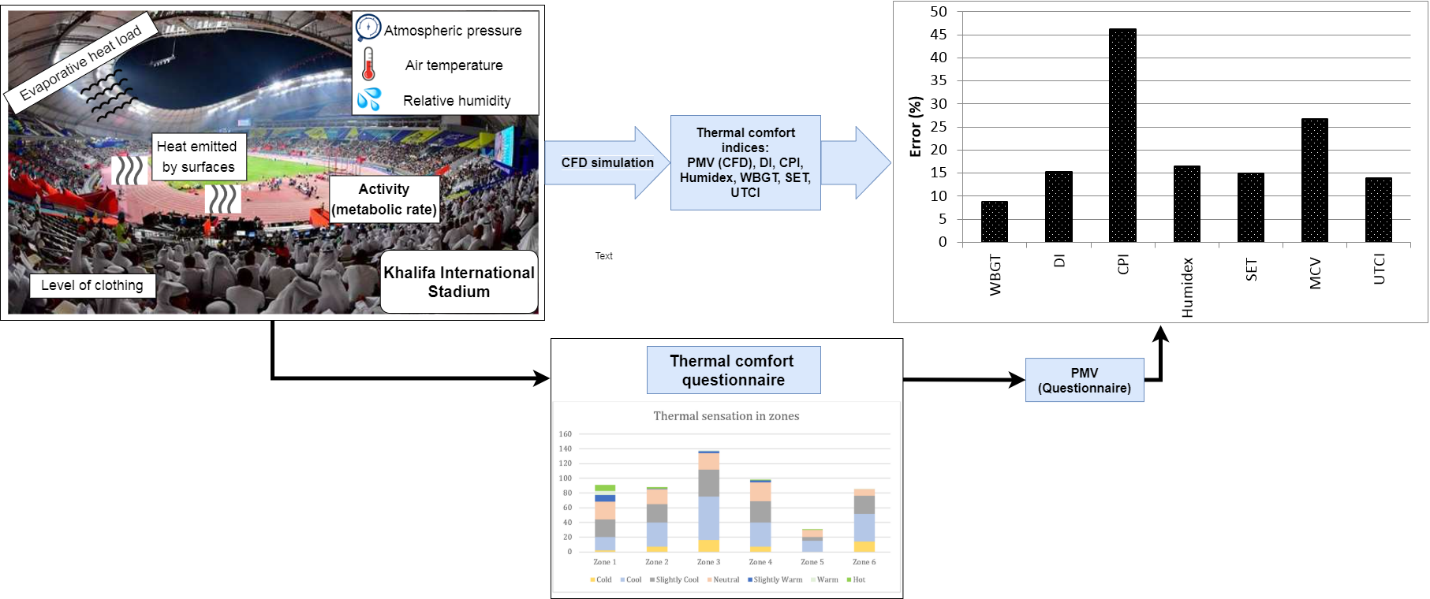 Evaporative heat load
Atmospheric pressure
Air temperature
Relative humidity
Heat emitted
by surfaces
Activity
(metabolic rate)
Level of clothing
Khalifa International
Stadium
CFD simulation
Thermal comfort
indices:
PMV (CFD), DI, CPI,
Humidex, WBGT, SET,
UTCI
Text
Error (%)
50
45
40
35
30
25
20
15
10
5
0
WBGT
DI
CPI
Humidex
SET
MCV
UTCI
Thermal comfort
questionnaire
Thermal sensation in zones
160
140
120
100
80
60
40
20
0
Zone 1 Zone 2 Zone 3 Zone 4 Zone 5 Zone 6
Cold Cool Slightly Cool Neutral Slightly Warm Warm Hot
PMV
(Questionnaire)